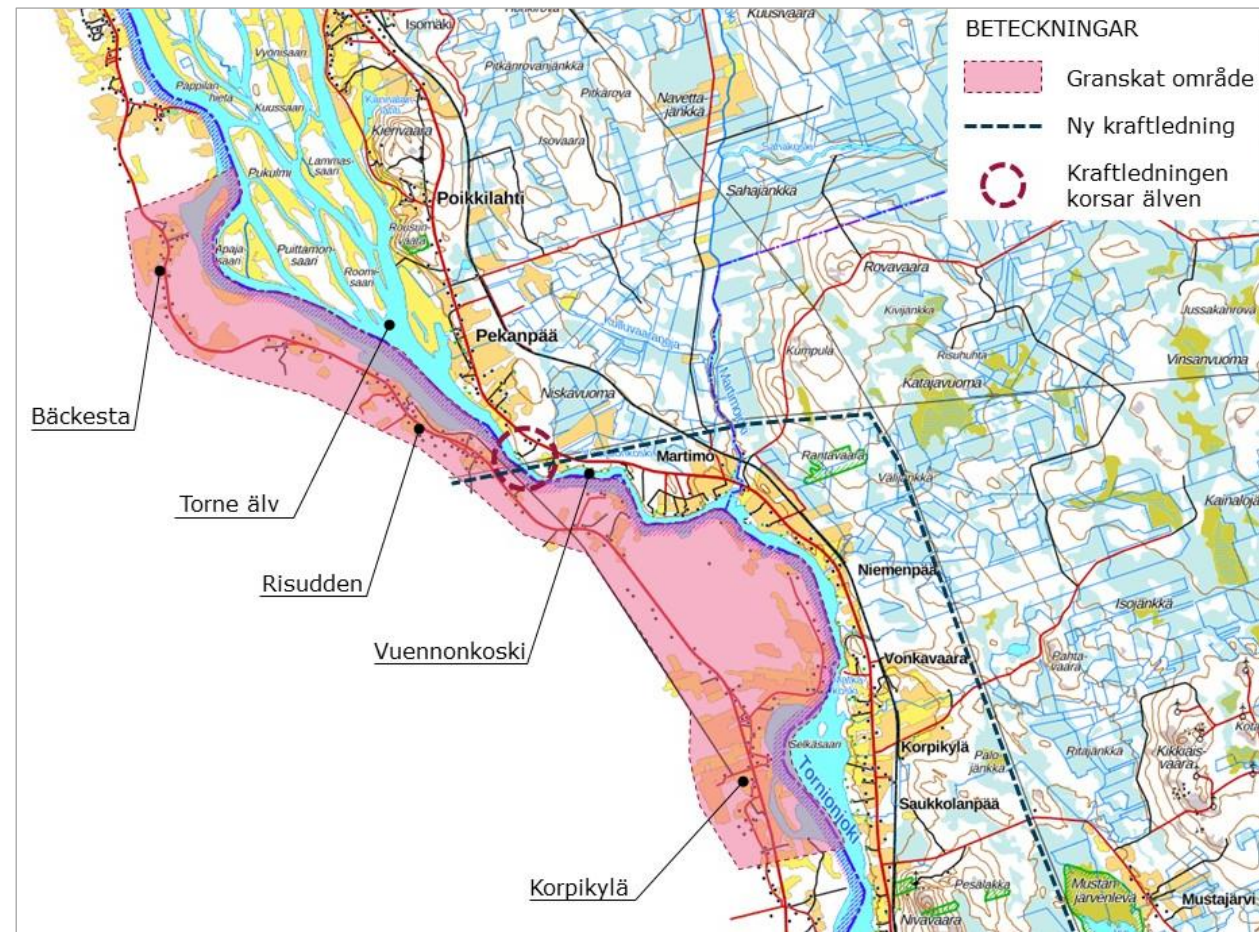 BETECKNINGAR
Granskat område
Ny kraftledning
Kraftledningen
korsar älven
Isomäki
Kuusivaara
Vyönisaari
Pitkänrovanjänkkä
Pitkärova
Navetta-
jänkkä
Pappilan-
hieta
Kuussaari
Kienvaara
Isovaara
Lammas-
saari
Pukulmi
Sahajänkkä
Poikkilahti
Apaja-
saari
Puittamon-
saari
Roomi-
saari
Rovavaara
Kivijänkkä
Jussakanrova
Bäckesta
Pekanpää
Kumpula
Risuhuhta
Katajavuoma
Vinsanvuoma
Martimojoki
Niskavuoma
Torne älv
Martimo
Rantavaara
Välijänkkä
Risudden
Niemenpää
Isojänkkä
Vuennonkoski
Vonkavaara
Pahta-
vaara
Selkäsaari
Korpikylä
Palo-
jänkkä
Ritajänkkä
Kikkiäis-
vaara
Tornionjoki
Saukkolanpää
Korpikylä
Pesälakka
Nivavaara
Mustan-
järvenleva
Mustajärvi